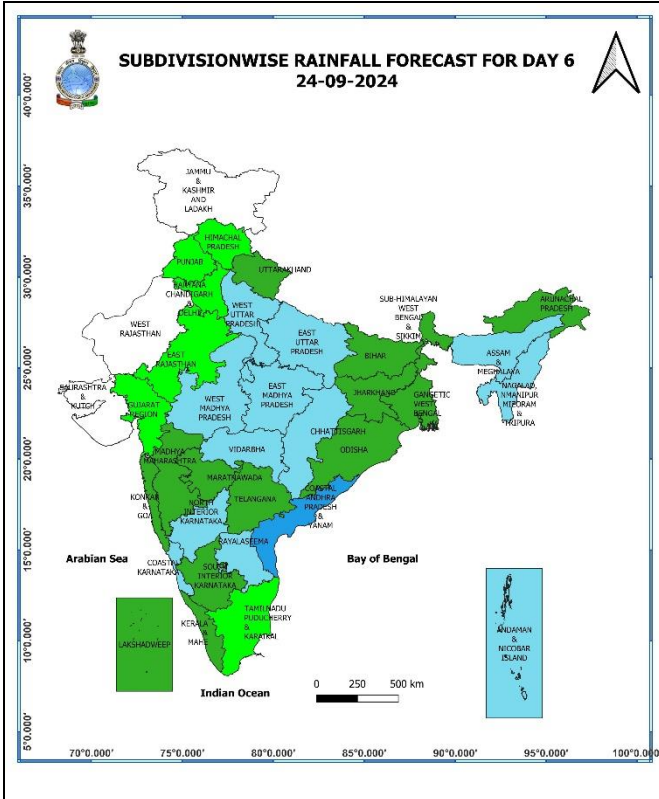 SUBDIVISIONWISE RAINFALL FORECAST FOR DAY 6
24-09-2024
40°0.000'
35°0.000'
30°0.000'
25°0.000'
20°0.000'
15°0.000'
10°0.000'
5°0.000'
JAMMU
&
KASHMIR
AND
LADAKH
HIMACHAL
PRADESH
PUNJAB
UTTARAKHAND
HARYANA
CHANDIGARH
&
DELHI
WEST
UTTAR
PRADESH
SUB-HIMALAYAN
WEST
BENGAL
&
SIKKIM
ARUNACHAL
PRADESH
WEST
RAJASTHAN
EAST
UTTAR
PRADESH
EAST
RAJASTHAN
BIHAR
ASSAM
&
MEGHALAYA
SAURASHTRA
&
KUTCH
GUJARAT
REGION
WEST
MADHYA
PRADESH
EAST
MADHYA
PRADESH
JHARKHAND
GANGETIC
WEST
BENGAL
NAGALAD,
NMANIPUR
MIZORAM
&
TRIPURA
CHHATTISGARH
VIDARBHA
ODISHA
MADHYA
MAHARASHTRA
MARATNAWADA
KONKAN
&
GOA
TELANGANA
COASTAL
ANDHRA
PRADESH
&
YANAM
NORTH
INTERIOR
KARNATAKA
RAYALASEEMA
Arabian Sea
Bay of Bengal
COASTAL
KARNATAKA
SOUTH
INTERIOR
KARNATAKA
TAMILNADU
PUDUCHERRY
&
KARAIKAL
KERALA
&
MAHE
LAKSHADWEEP
ANDAMAN
&
NICOBAR
ISLAND
Indian Ocean
0 250 500 km
70°0.000' 75°0.000' 80°0.000' 85°0.000' 90°0.000' 95°0.000' 100°0.000'